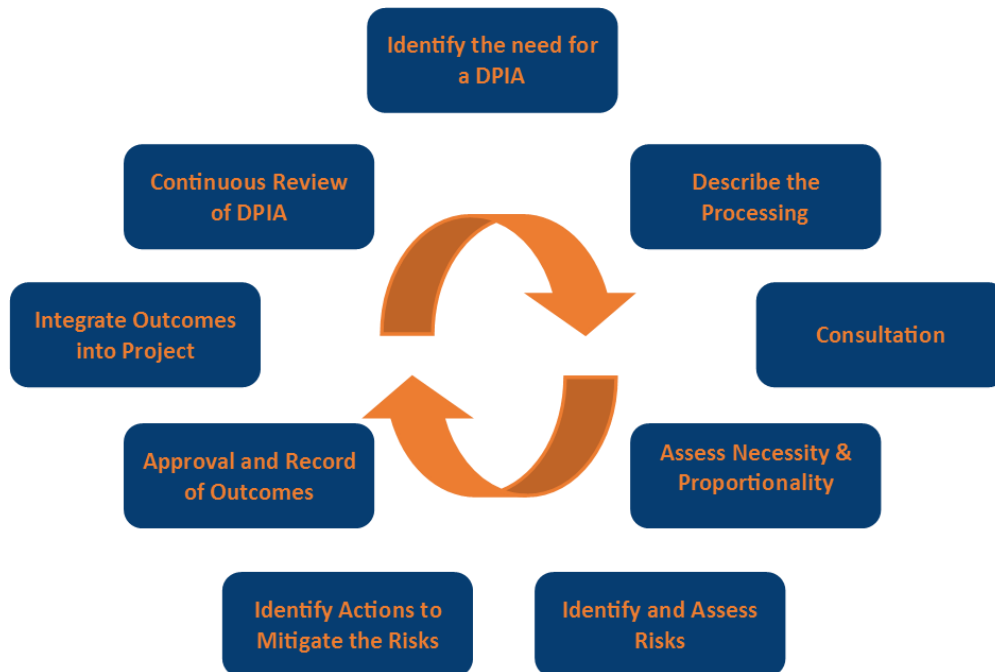 Identify the need for
a DPIA
Describe the
Processing
Consultation
Assess Necessity &
Proportionality
Identify and Assess
Risks
Identify Actions to
Mitigate the Risks
Approval and Record
of Outcomes
Integrate Outcomes
into Project
Continuous Review
of DPIA